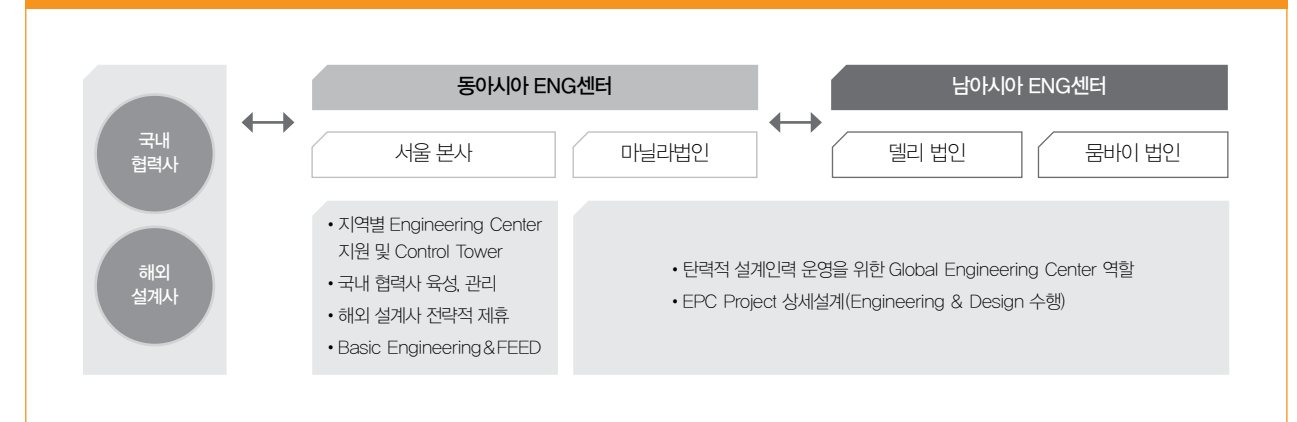 국내
협력사
해외
설계사
동아시아 ENG센터
서울 본사
마닐라법인
• 지역별 Engineering Center
지원 및 Control Tower
• 국내 협력사 육성, 관리
• 해외 설계사 전략적 제휴
• Basic Engineering&FEED
남아시아 ENG센터
델리 법인
뭄바이 법인
• 탄력적 설계인력 운영을 위한 Global Engineering Center 역할
• EPC Project 상세설계(Engineering & Design 수행)